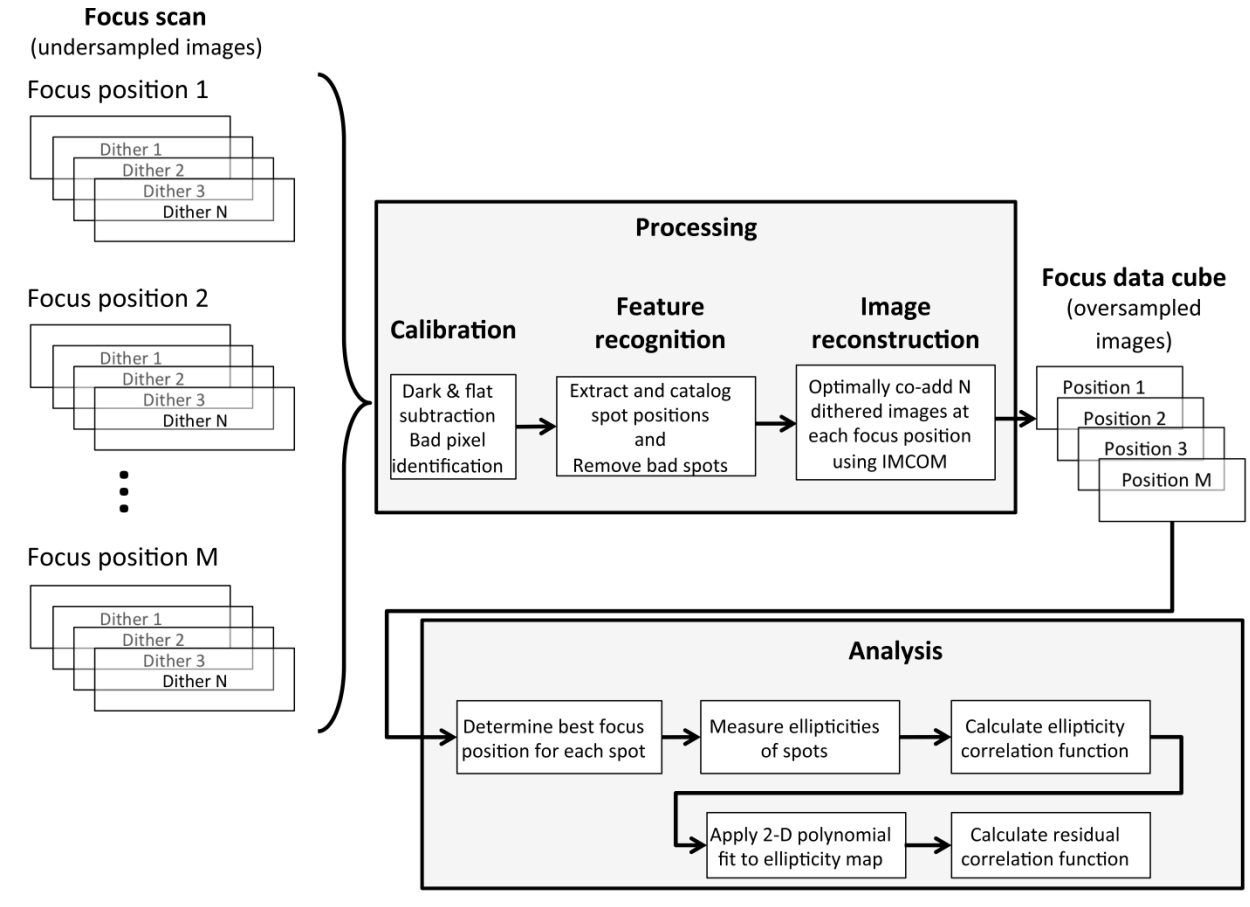 Focus scan
(undersampled images)
Focus position 1
Dither 1
Dither 2
Dither 3
Dither N
Focus position 2
Dither 1
Dither 2
Dither 3
Dither N
Focus position M
Dither 1
Dither 2
Dither 3
Dither N
Processing
Calibration
Dark & flat
subtraction
Bad pixel
identification
Feature
recognition
Extract and catalog
spot positions
and
Remove bad spots
Image
reconstruction
Optimally co-add N
dithered images at
each focus position
using IMCOM
Focus data cube
(oversampled
images)
Position 1
Position 2
Position 3
Position M
Analysis
Determine best focus
position for each spot
Measure ellipticities
of spots
Calculate ellipticity
correlation function
Apply 2-D polynomial
fit to ellipticity map
Calculate residual
correlation function